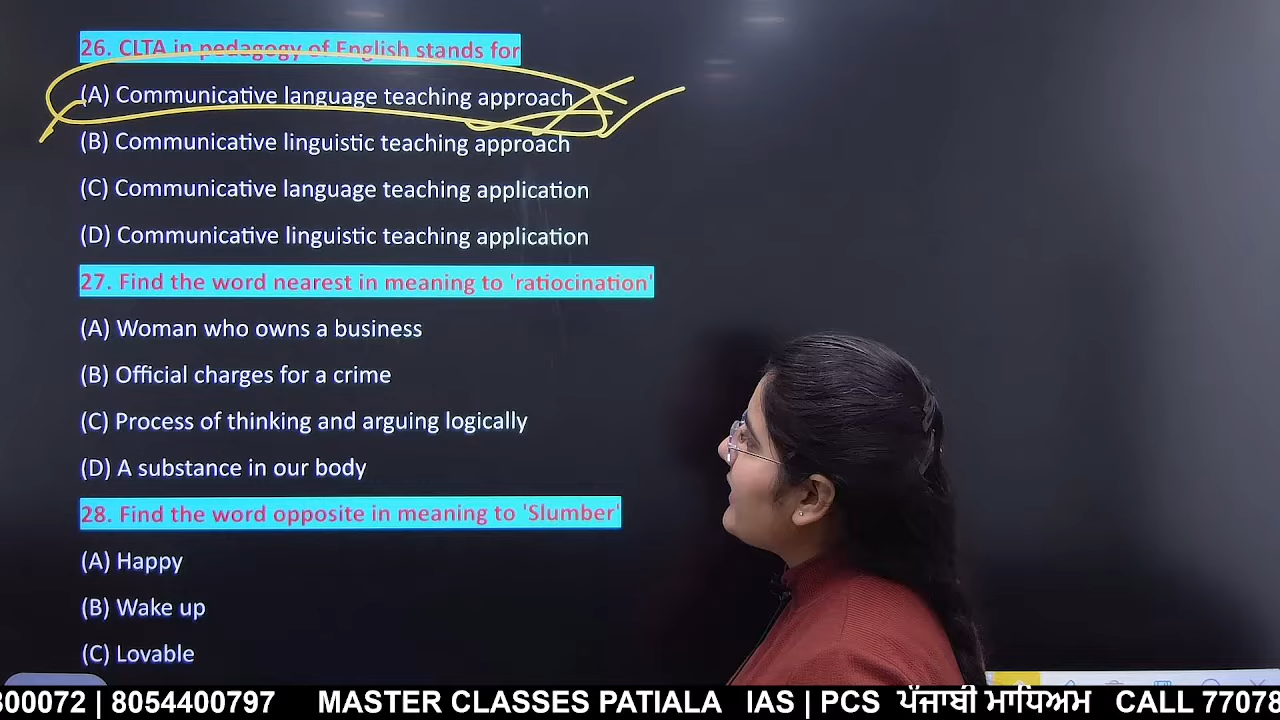 26. CLTA in pedagogy of English stands for
(A) Communicative language teaching approach
(B) Communicative linguistic teaching approach
(C) Communicative language teaching application
(D) Communicative linguistic teaching application
27. Find the word nearest in meaning to 'ratiocination'
(A) Woman who owns a business
(B) Official charges for a crime
(C) Process of thinking and arguing logically
(D) A substance in our body
28. Find the word opposite in meaning to 'Slumber'
(A) Happy
(B) Wake up
(C) Lovable
300072 | 8054400797 MASTER CLASSES PATIALA IAS | PCS ਪੰਜਾਬੀ ਮਾਧਿਅਮ CALL 77078